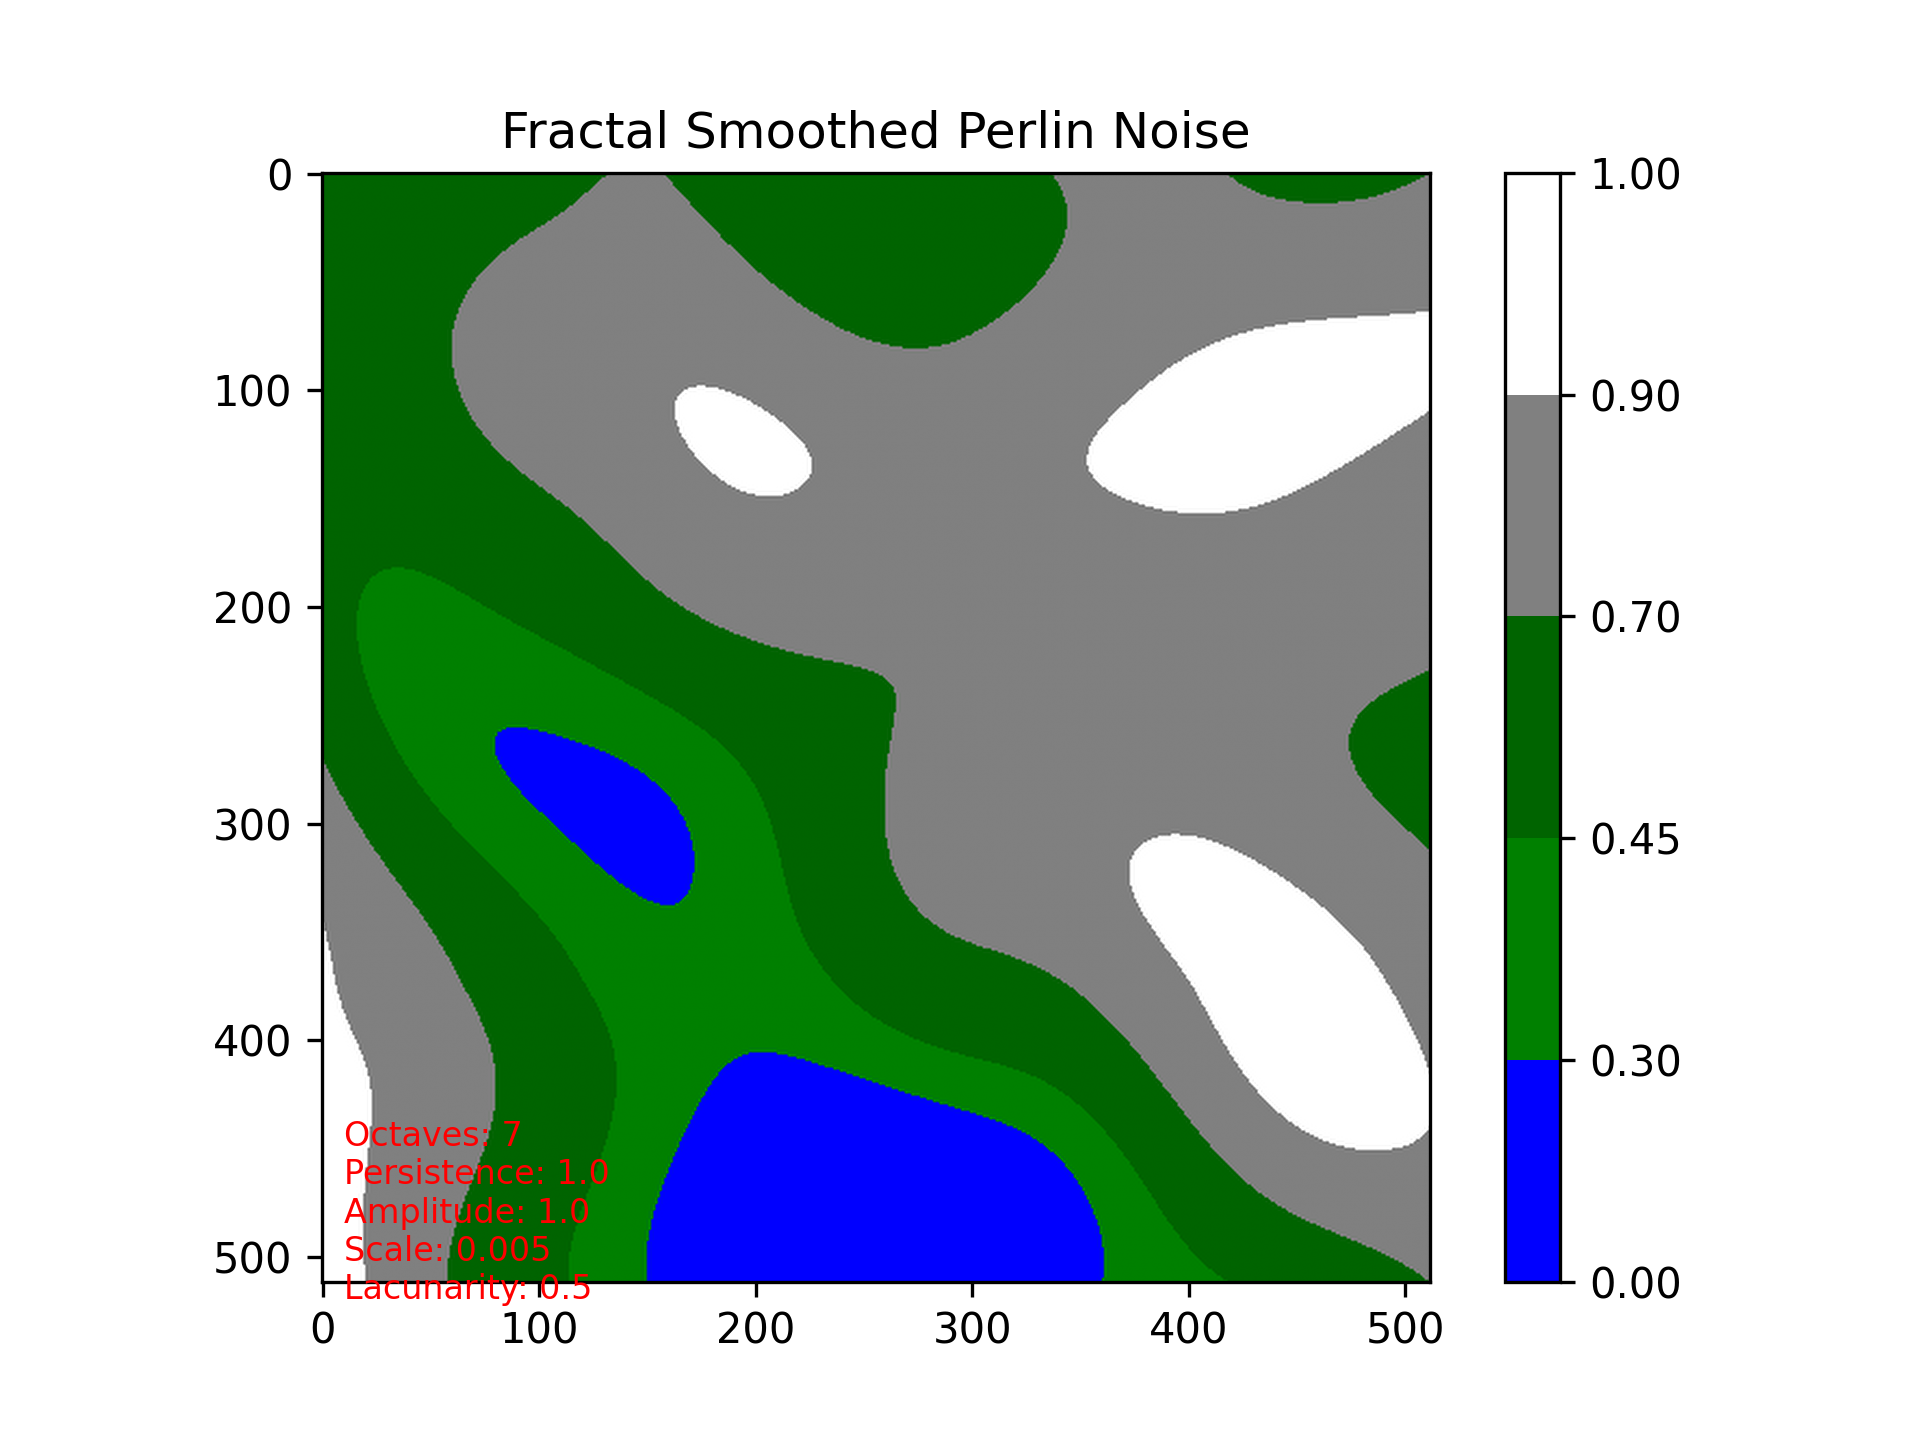 Fractal Smoothed Perlin Noise
0
100
200
300
400
500
0 100 200 300 400 500
1.00
0.90
0.70
0.45
0.30
0.00
Octaves: 7
Persistence: 1.0
Amplitude: 1.0
Scale: 0.005
Lacunarity: 0.5